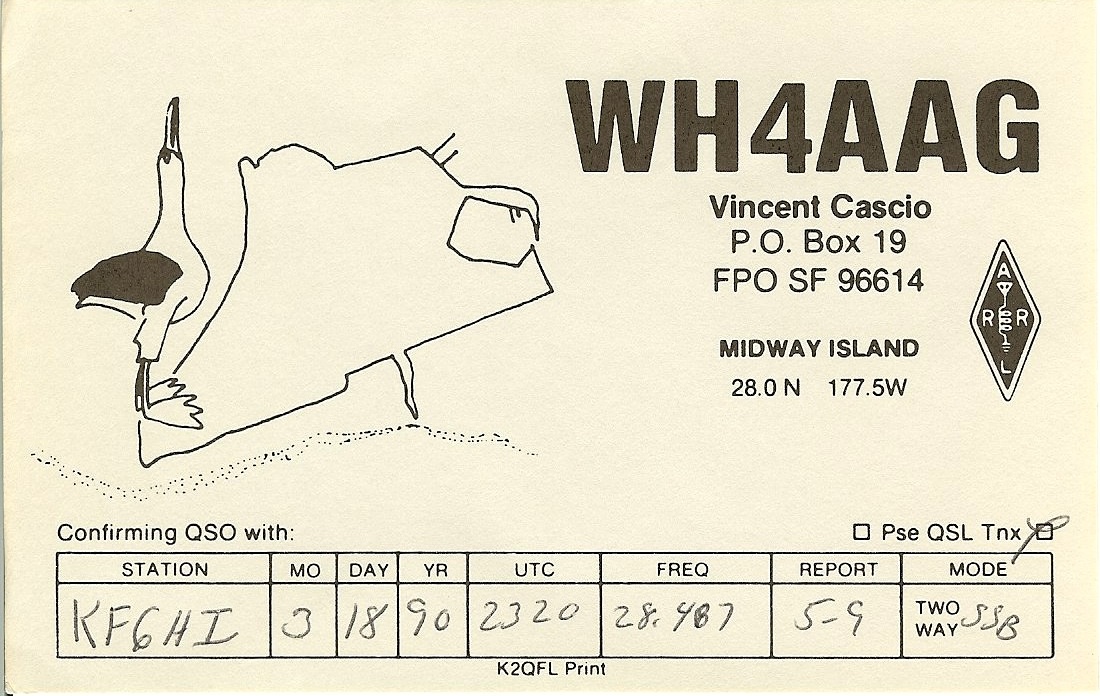 WH4AAG
Vincent Cascio
P.O. Box 19
FPO SF 96614
MIDWAY ISLAND
28.0 N 177.5W
A
R R
L
Confirming QSO with:
☐ Pse QSL Tnx ☐
STATION MO DAY YR UTC FREQ REPORT MODE
KF6HI 3 18 90 2320 28.487 5-9 TWO WAY SSB
K2QFL Print